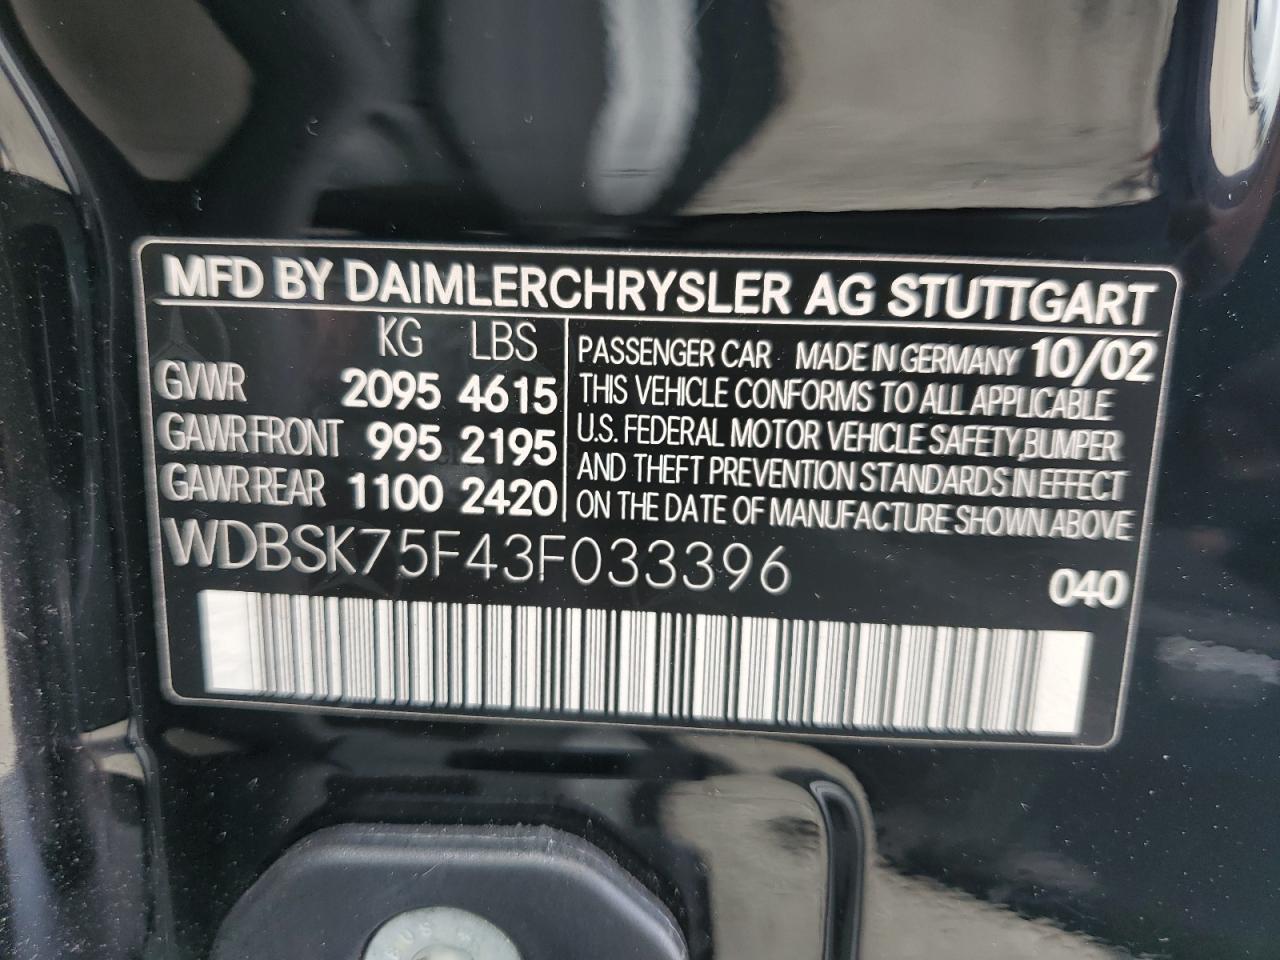 MFD BY DAIMLERCHRYSLER AG STUTTGART
KG LBS
GVWR 2095 4615
GAWR FRONT 995 2195
GAWR REAR 1100 2420
PASSENGER CAR MADE IN GERMANY 10/02
THIS VEHICLE CONFORMS TO ALL APPLICABLE
U.S. FEDERAL MOTOR VEHICLE SAFETY,BUMPER
AND THEFT PREVENTION STANDARDS IN EFFECT
ON THE DATE OF MANUFACTURE SHOWN ABOVE
WDBSK75F43F033396
040